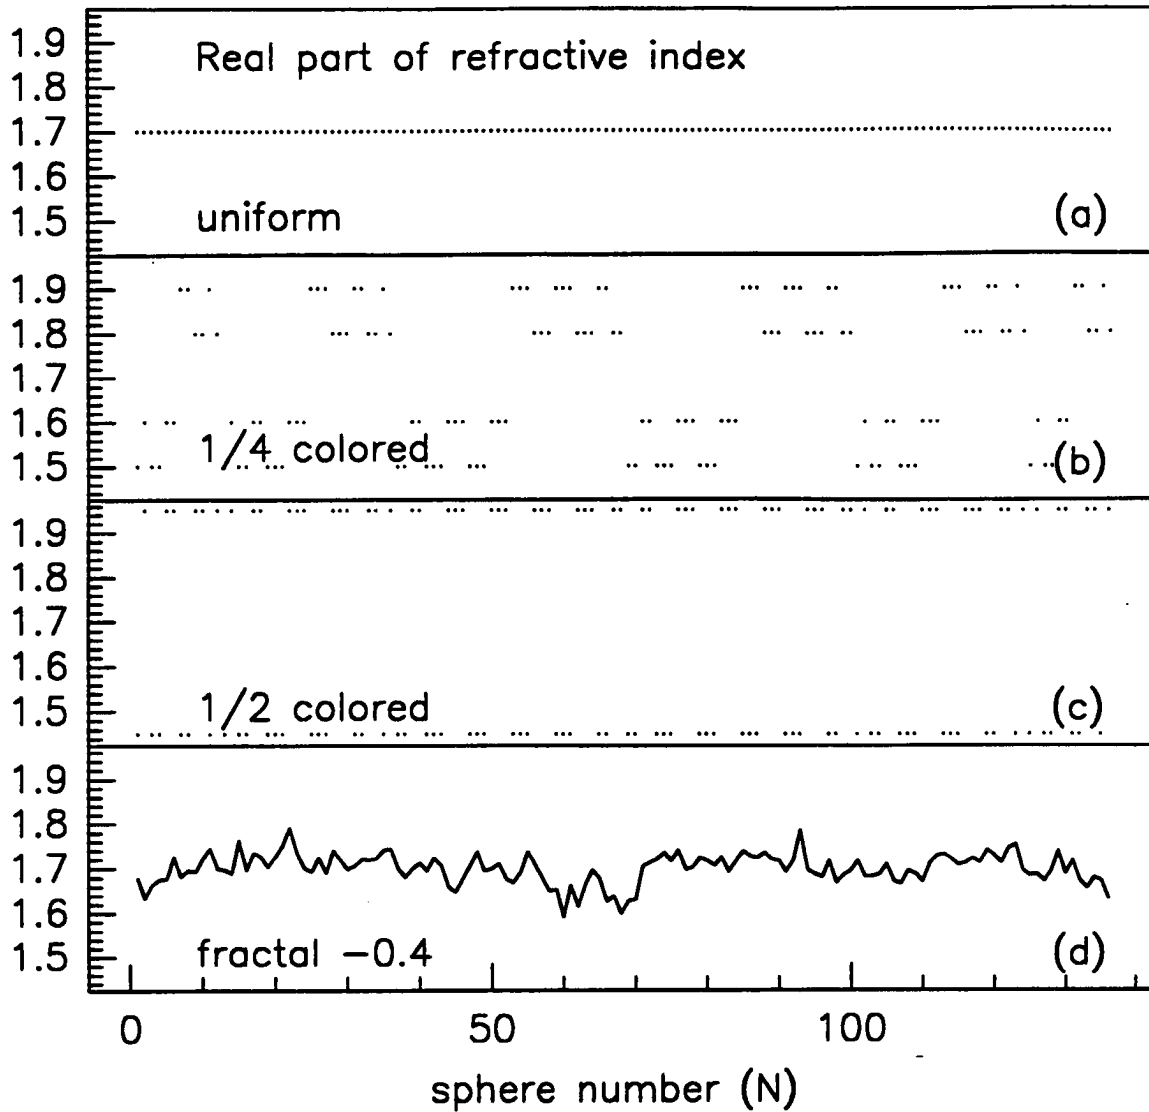 1.9
Real part of refractive index
1.8
1.7
1.6
1.5
uniform (a)
1.9
1.8
1.7
1.6
1.5
1/4 colored (b)
1.9
1.8
1.7
1.6
1.5
1/2 colored (c)
1.9
1.8
1.7
1.6
1.5
fractal −0.4 (d)
0 50 100
sphere number (N)